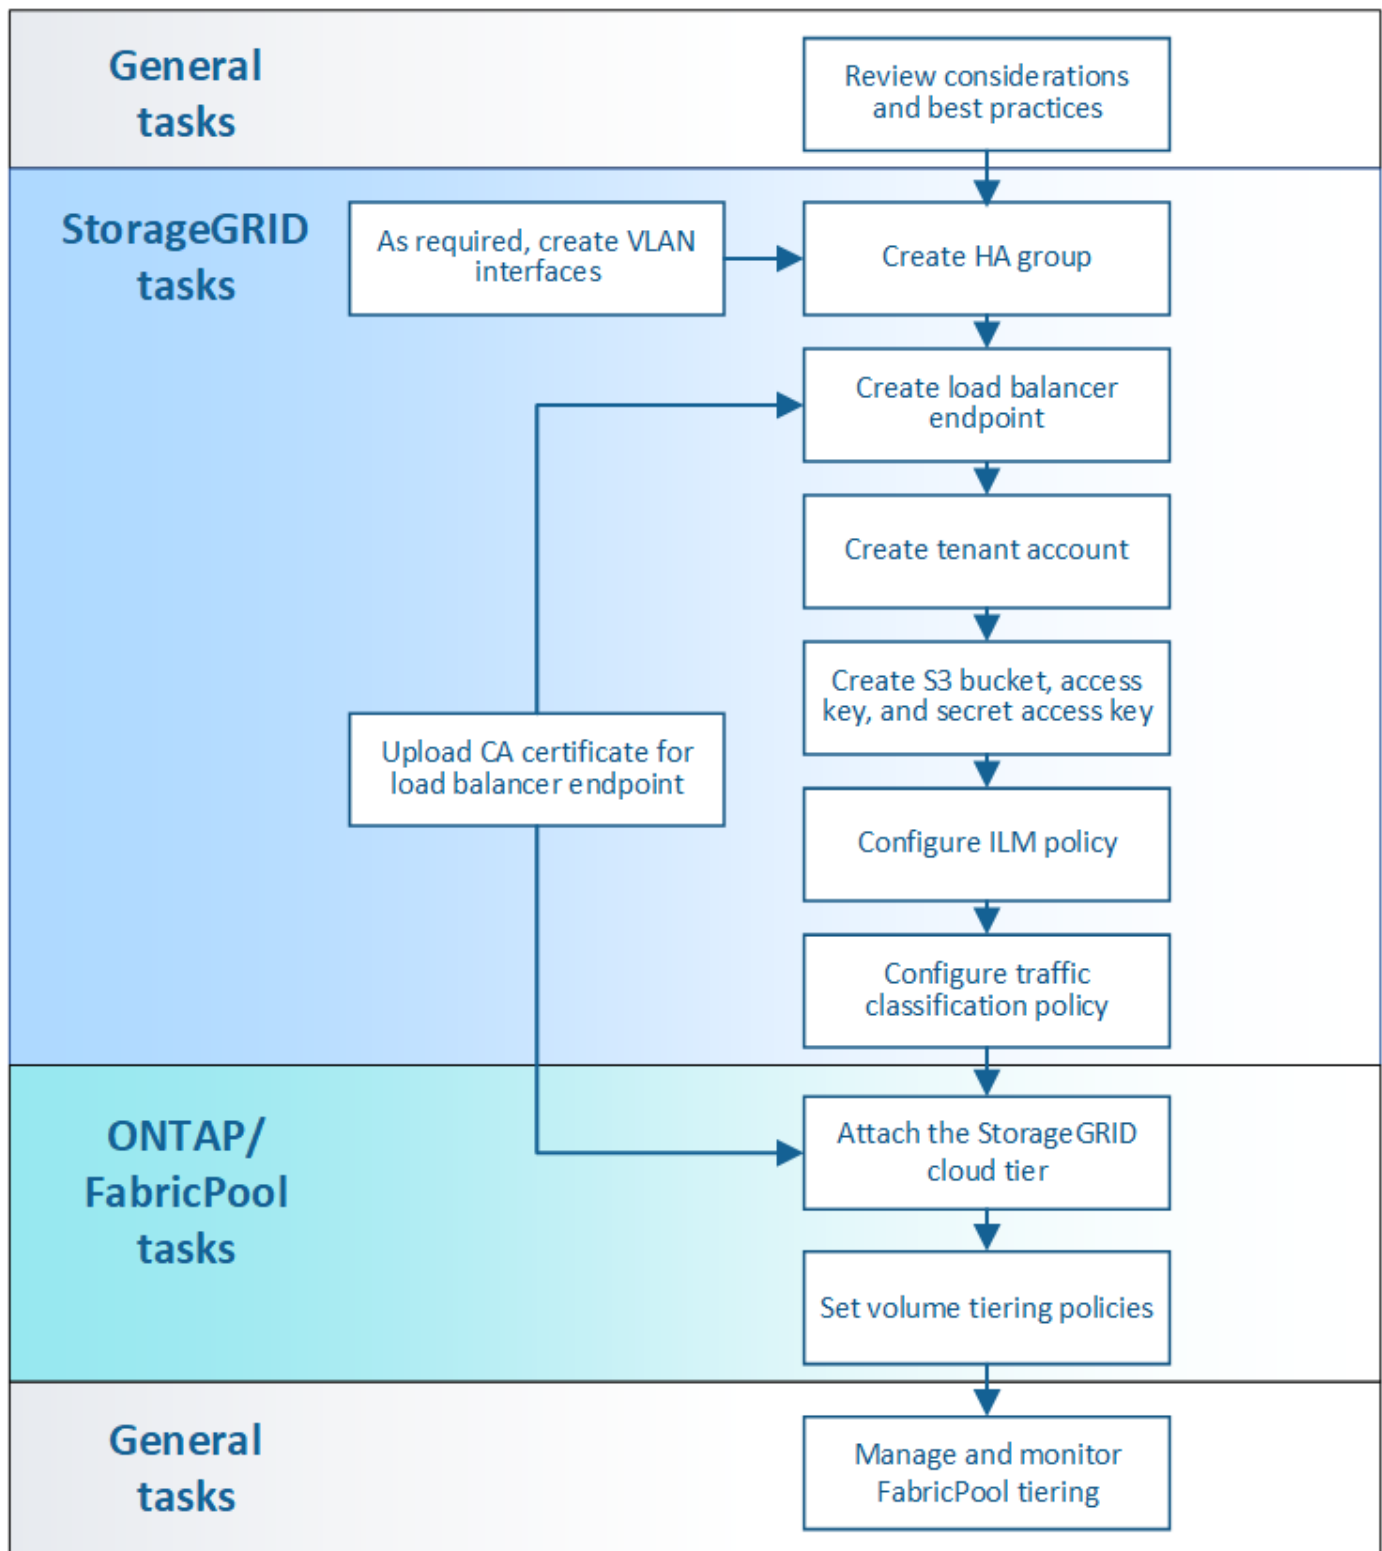 General
tasks
Review considerations
and best practices
StorageGRID
tasks
As required, create VLAN
interfaces
Create HA group
Create load balancer
endpoint
Create tenant account
Create S3 bucket, access
key, and secret access key
Upload CA certificate for
load balancer endpoint
Configure ILM policy
Configure traffic
classification policy
ONTAP/
FabricPool
tasks
Attach the StorageGRID
cloud tier
Set volume tiering policies
General
tasks
Manage and monitor
FabricPool tiering